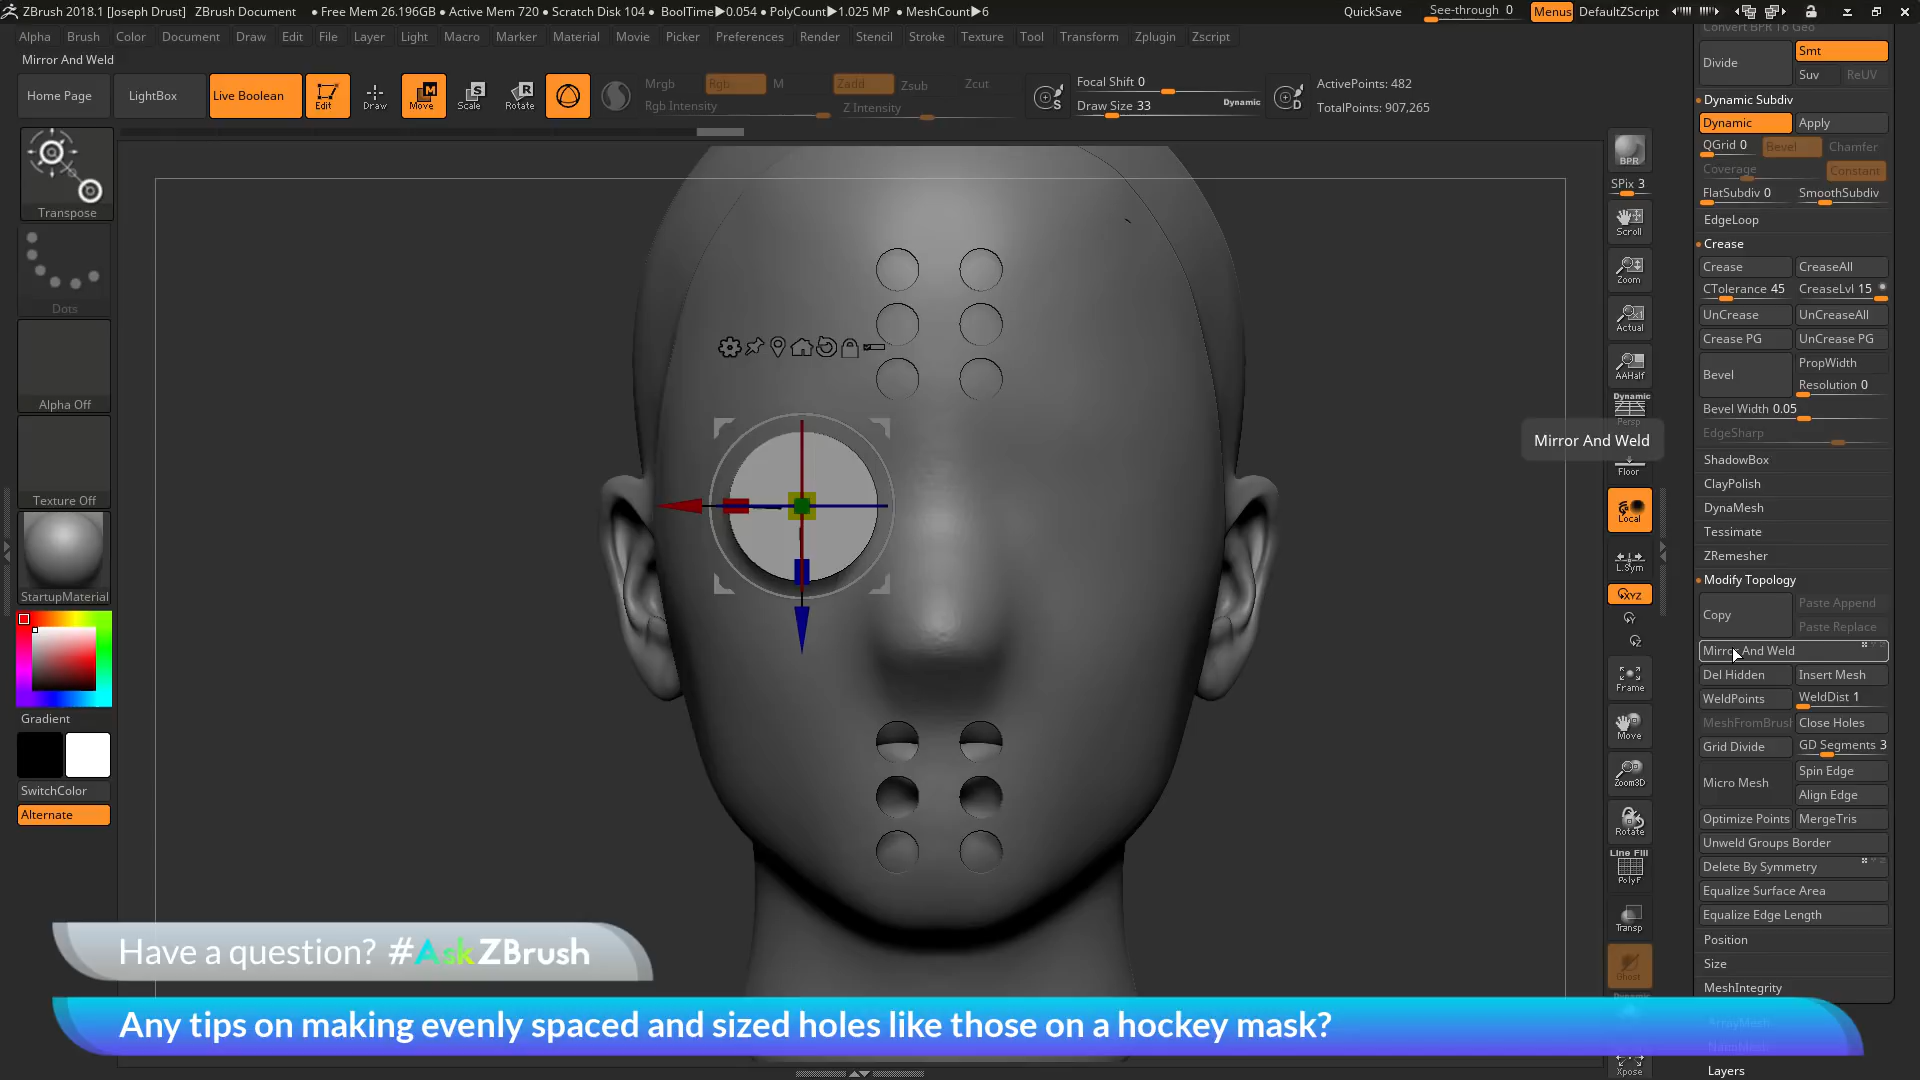 ZBrush 2018.1 [Joseph Drust] ZBrush Document • Free Mem 26.196GB • Active Mem 720 • Scratch Disk 104 • BoolTime▶0.054 • PolyCount▶1.025 MP • MeshCount▶6 QuickSave See-through 0 Menus DefaultZScript
Alpha Brush Color Document Draw Edit File Layer Light Macro Marker Material Movie Picker Preferences Render Stencil Stroke Texture Tool Transform Zplugin Zscript
Mirror And Weld
Home Page LightBox Live Boolean Edit Draw Move Scale Rotate
Mrgb Rgb M Zadd Zsub Zcut
Rgb Intensity Z Intensity
Focal Shift 0
Draw Size 33 Dynamic
ActivePoints: 482
TotalPoints: 907,265
Transpose
Dots
Alpha Off
Texture Off
StartupMaterial
Gradient
SwitchColor
Alternate
BPR
SPix 3
Scroll
Zoom
Actual
AAHalf
Dynamic
Persp
Mirror And Weld
Floor
Local
L.Sym
XYZ
Frame
Move
Zoom3D
Rotate
Line Fill
PolyF
Transp
Ghost
Xpose
Convert BPR To Geo
Divide Smt
Suv ReUV
Dynamic Subdiv
Dynamic Apply
QGrid 0 Bevel Chamfer
Coverage Constant
FlatSubdiv 0 SmoothSubdiv
EdgeLoop
Crease
Crease CreaseAll
CTolerance 45 CreaseLvl 15
UnCrease UnCreaseAll
Crease PG UnCrease PG
Bevel PropWidth
Resolution 0
Bevel Width 0.05
EdgeSharp
ShadowBox
ClayPolish
DynaMesh
Tessimate
ZRemesher
Modify Topology
Copy Paste Append
Paste Replace
Mirror And Weld
Del Hidden Insert Mesh
WeldPoints WeldDist 1
MeshFromBrush Close Holes
Grid Divide GD Segments 3
Micro Mesh Spin Edge
Align Edge
Optimize Points MergeTris
Unweld Groups Border
Delete By Symmetry
Equalize Surface Area
Equalize Edge Length
Position
Size
MeshIntegrity
ArrayMesh
Layers
Have a question? #AskZBrush
Any tips on making evenly spaced and sized holes like those on a hockey mask?